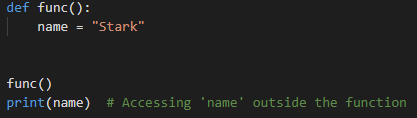 def func():
    name = "Stark"
func()
print(name)  # Accessing 'name' outside the function